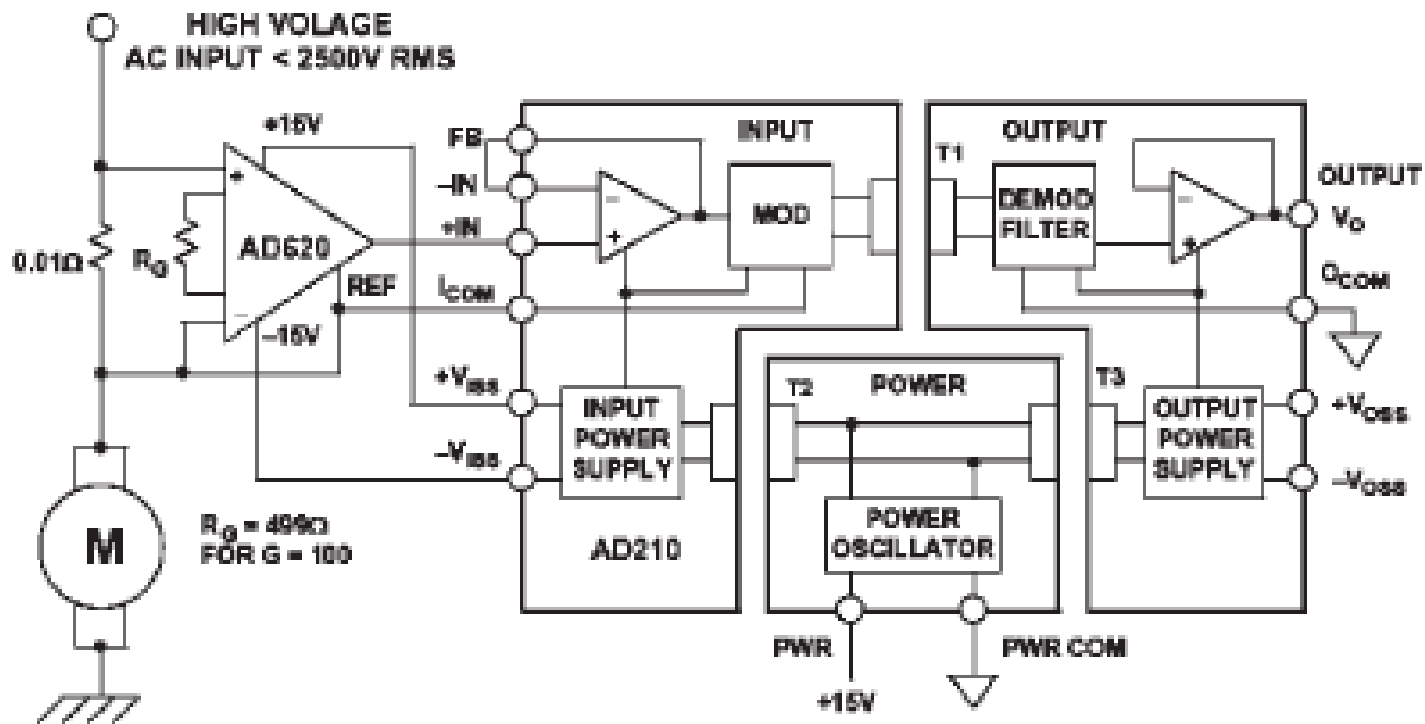 HIGH VOLAGE
AC INPUT < 2500V RMS
+15V
AD620
0.01Ω
RG
REF
–15V
M
RG = 499Ω
FOR G = 100
FB
–IN
+IN
ICOM
+VISS
–VISS
INPUT
MOD
INPUT
POWER
SUPPLY
AD210
T1
T2
POWER
T3
POWER
OSCILLATOR
PWR
+15V
PWR COM
OUTPUT
DEMOD
FILTER
OUTPUT
POWER
SUPPLY
OUTPUT
VO
OCOM
+VOSS
–VOSS